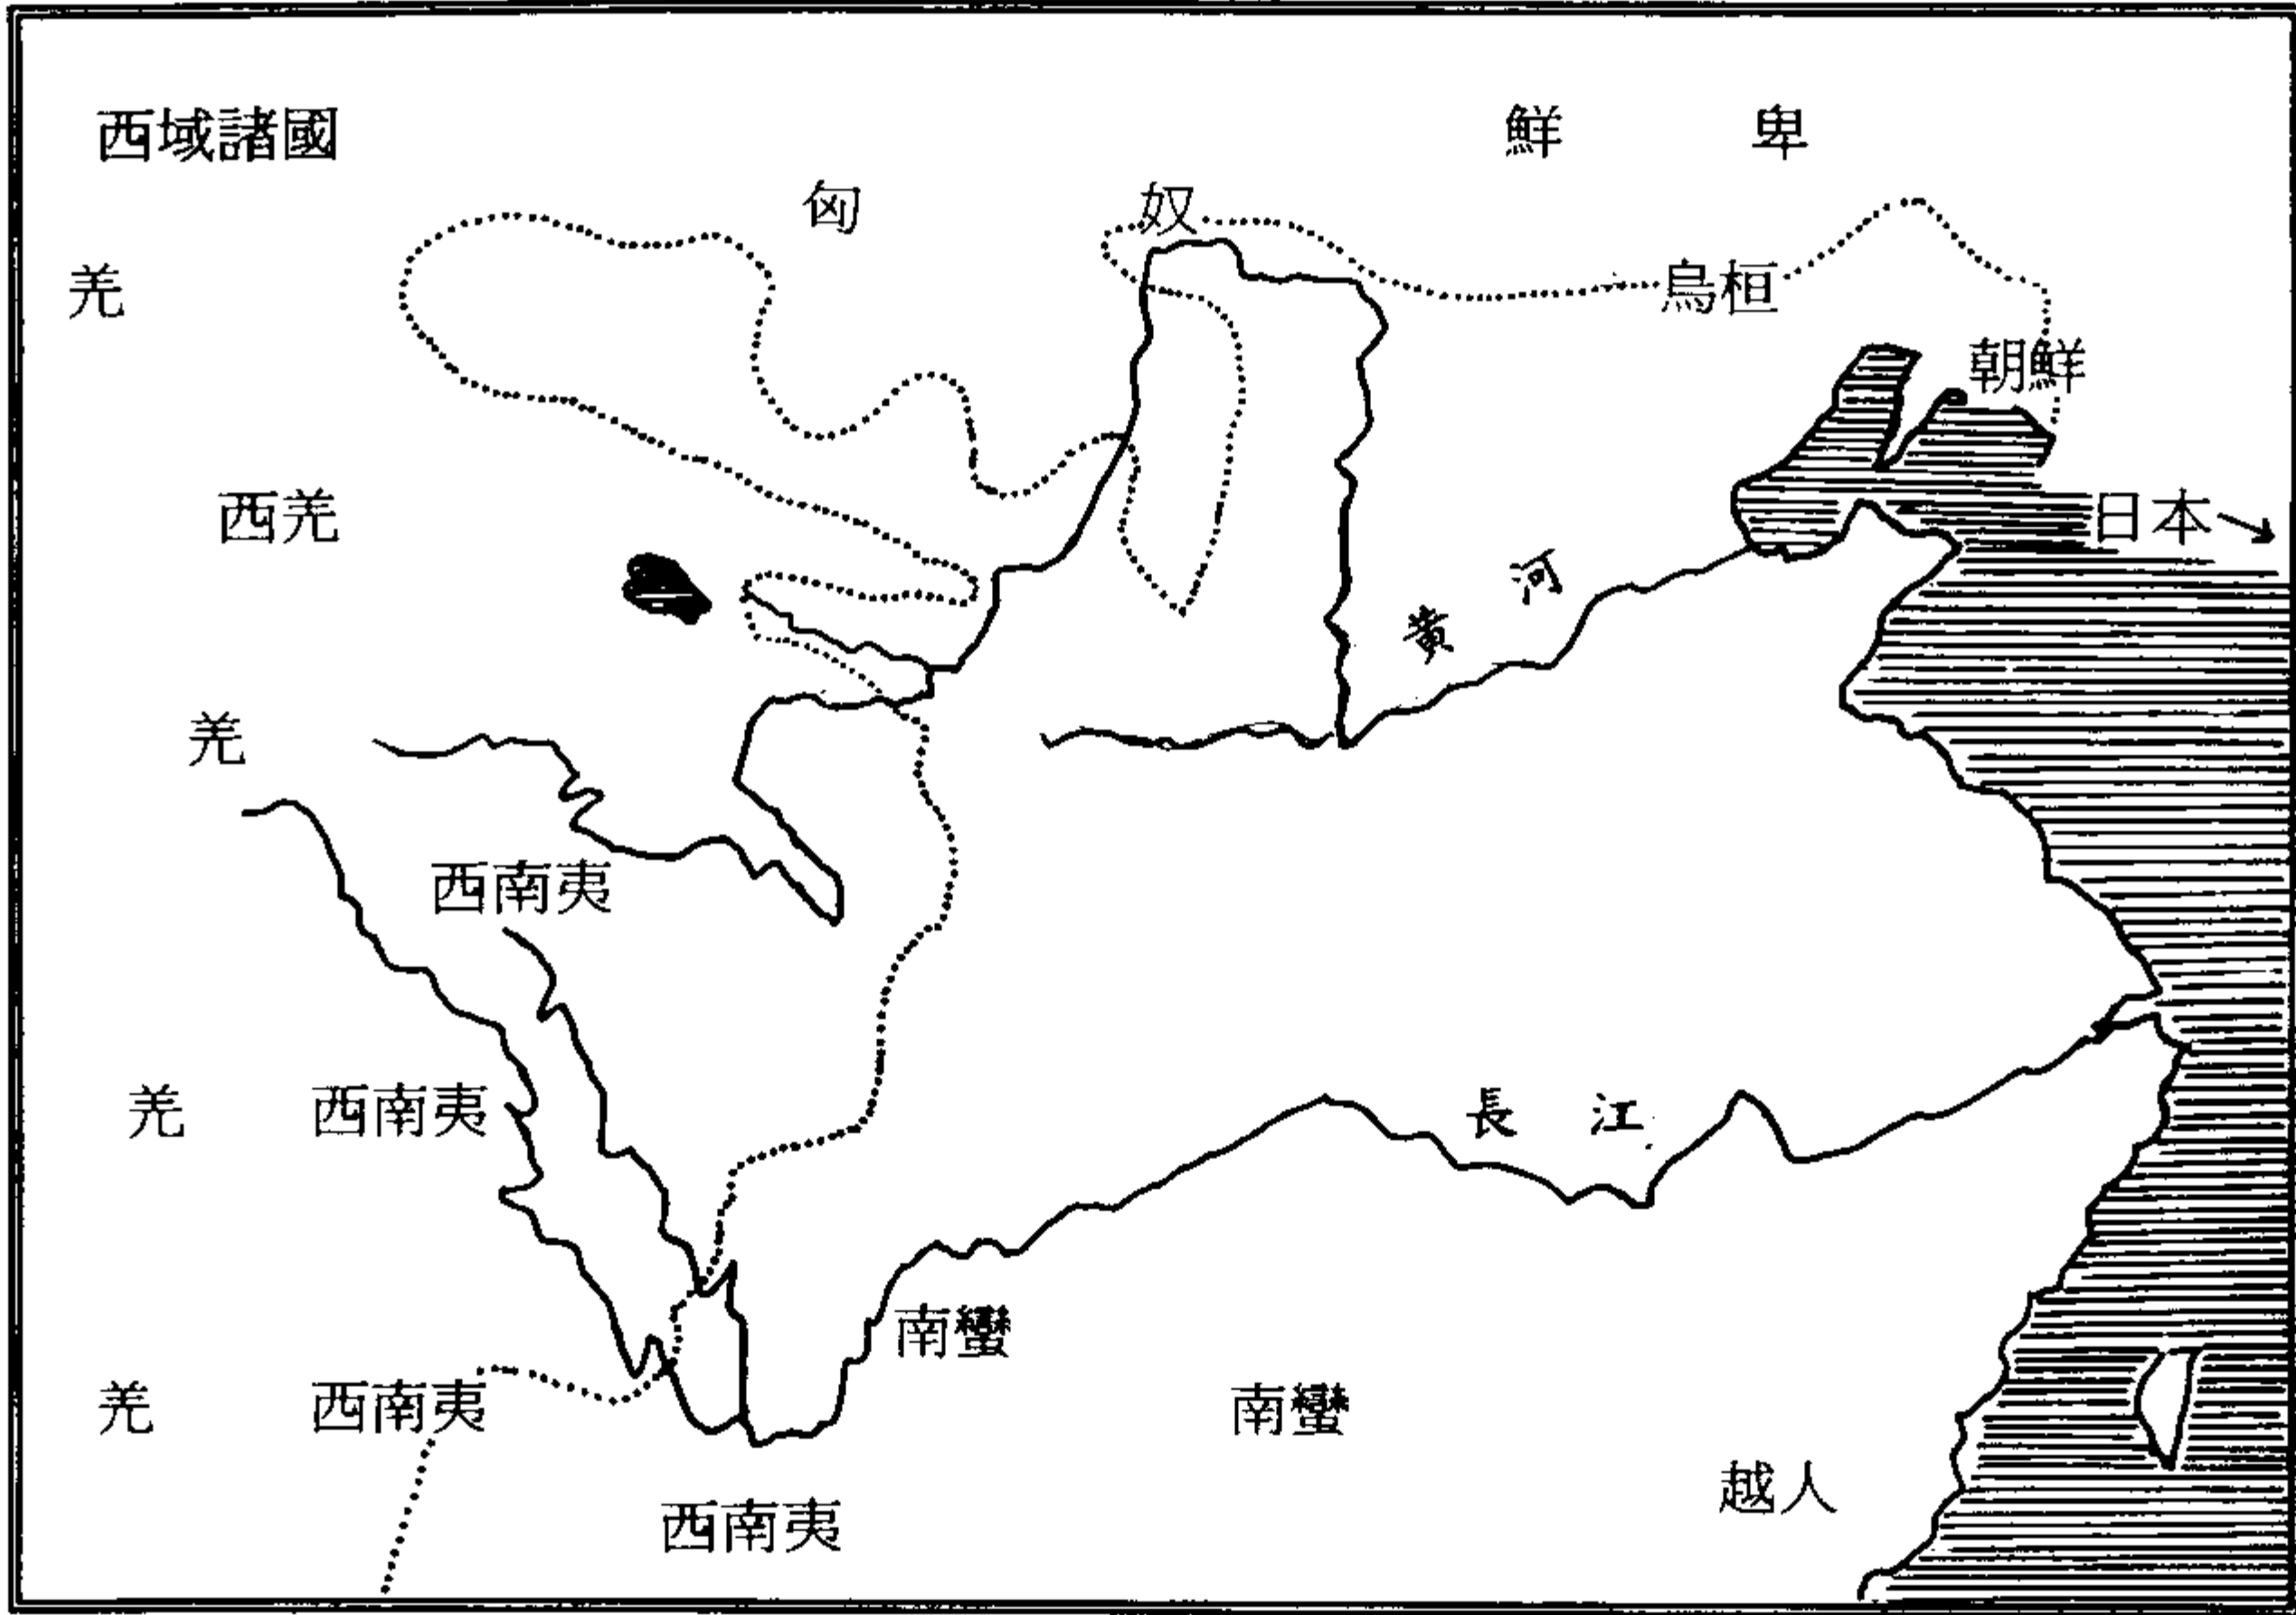 西域諸國
鮮 卑
匈 奴
羌
烏桓
朝鮮
西羌
日本
黃 河
羌
西南夷
羌
西南夷
長 江
南蠻
羌
西南夷
南蠻
越人
西南夷